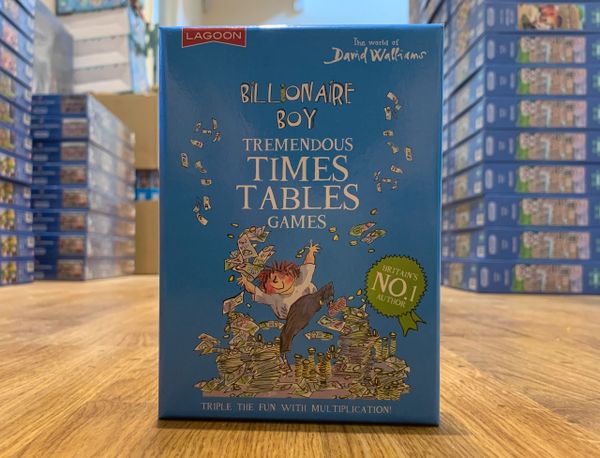 LAGOON
The world of
David Walliams
BILLIONAIRE
BOY
TREMENDOUS
TIMES
TABLES
GAMES
BRITAIN'S
NO.1
AUTHOR
TRIPLE THE FUN WITH MULTIPLICATION!